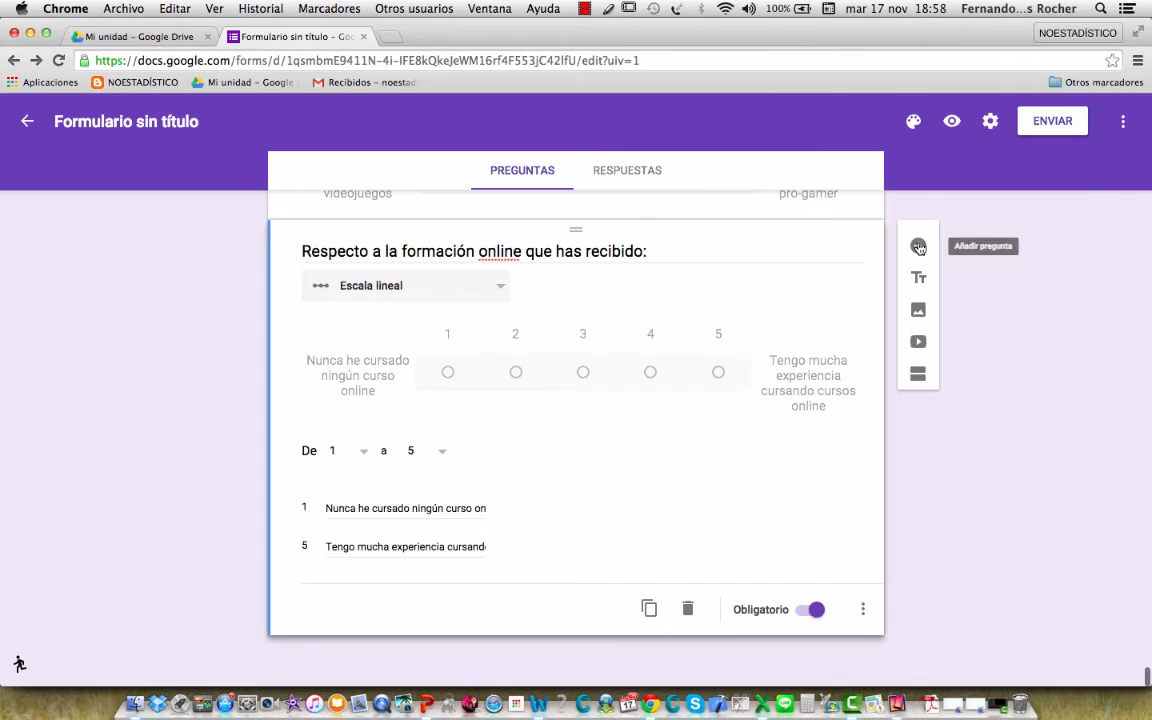 Chrome Archivo Editar Ver Historial Marcadores Otros usuarios Ventana Ayuda 100% mar 17 nov 18:58 Fernando...s Rocher
Mi unidad – Google Drive Formulario sin título – Goo NOESTADÍSTICO
https://docs.google.com/forms/d/1qsmbmE9411N-4i-IFE8kQkeJeWM16rf4F553jC42IfU/edit?uiv=1
Aplicaciones NOESTADÍSTICO Mi unidad – Google Recibidos – noestad Otros marcadores
Formulario sin título ENVIAR
PREGUNTAS RESPUESTAS
videojuegos pro-gamer
Respecto a la formación online que has recibido:
Añadir pregunta
Tт
Escala lineal
1 2 3 4 5
Nunca he cursado ningún curso online
Tengo mucha experiencia cursando cursos online
De 1 a 5
1 Nunca he cursado ningún curso on
5 Tengo mucha experiencia cursand
Obligatorio